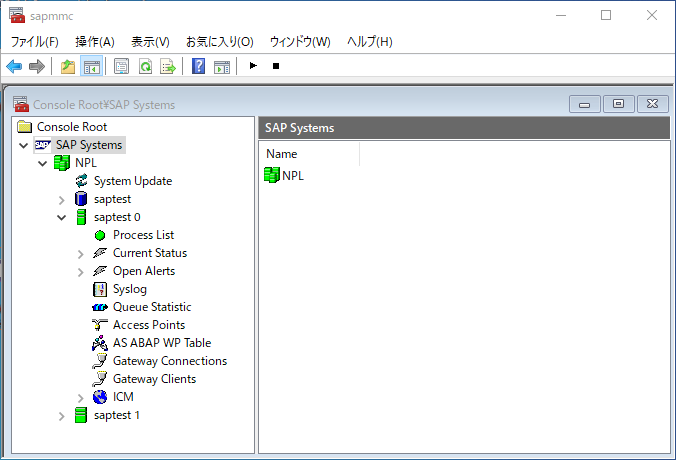 sapmmc
ファイル(F) 操作(A) 表示(V) お気に入り(O) ウィンドウ(W) ヘルプ(H)
Console Root¥SAP Systems
Console Root
SAP Systems
NPL
System Update
saptest
saptest 0
Process List
Current Status
Open Alerts
Syslog
Queue Statistic
Access Points
AS ABAP WP Table
Gateway Connections
Gateway Clients
ICM
saptest 1
SAP Systems
Name
NPL